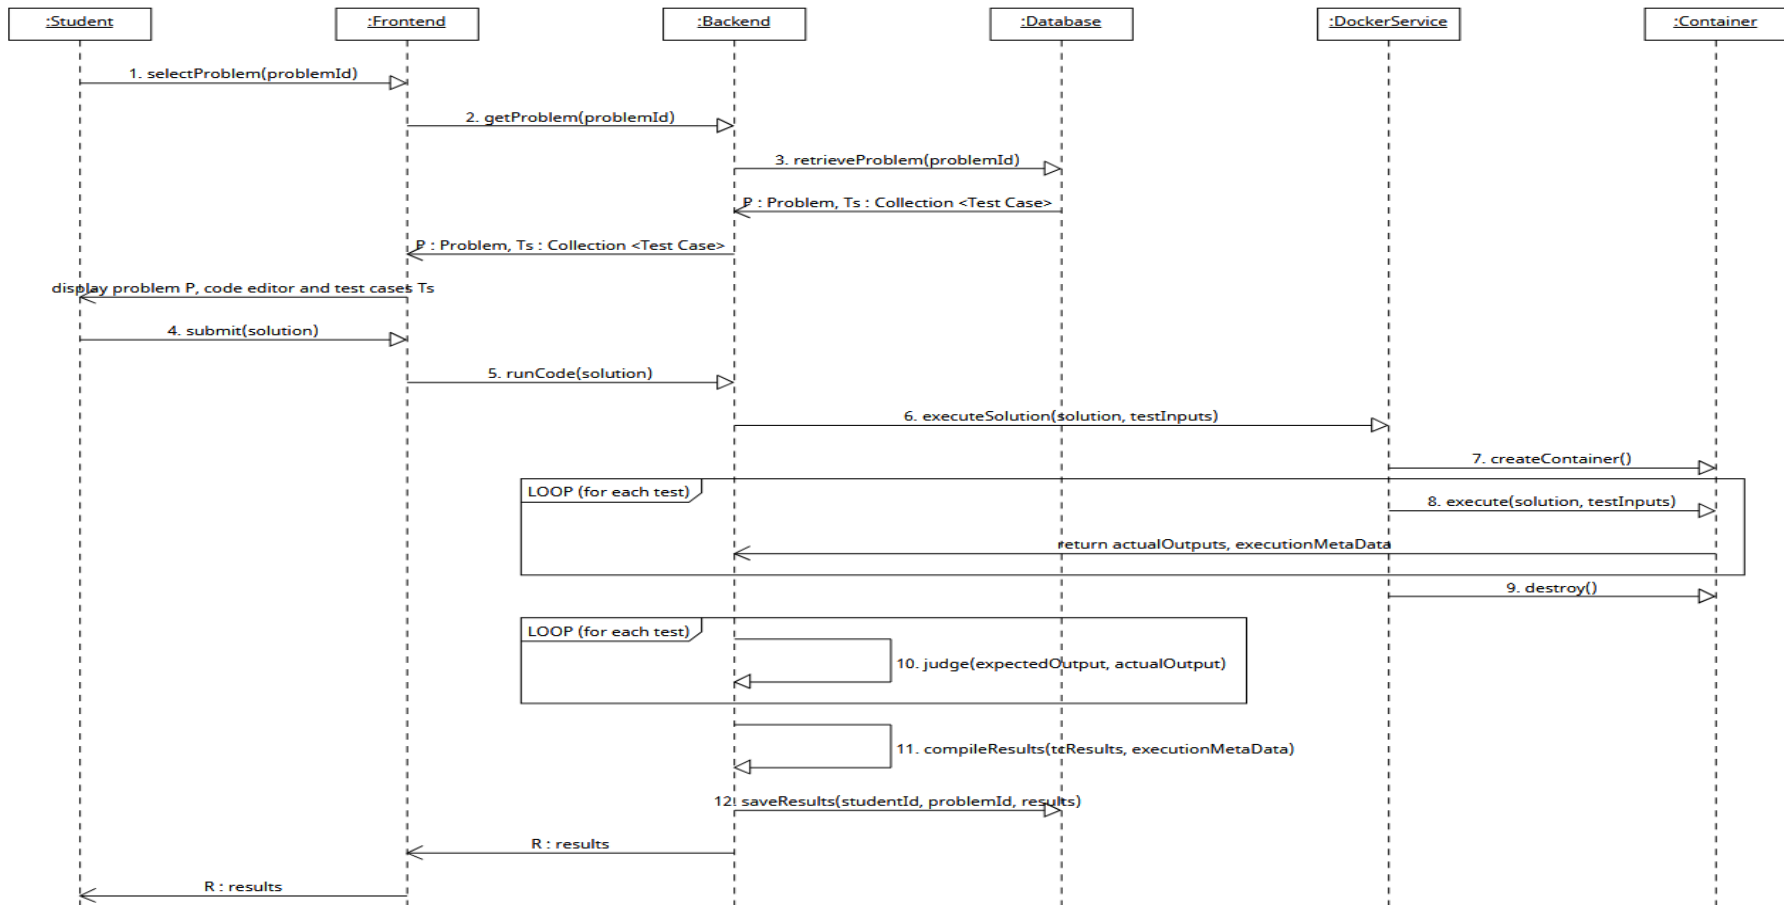 :Student
:Frontend
:Backend
:Database
:DockerService
:Container
1. selectProblem(problemId)
2. getProblem(problemId)
3. retrieveProblem(problemId)
P : Problem, Ts : Collection <Test Case>
P : Problem, Ts : Collection <Test Case>
display problem P, code editor and test cases Ts
4. submit(solution)
5. runCode(solution)
6. executeSolution(solution, testInputs)
7. createContainer()
LOOP (for each test)
8. execute(solution, testInputs)
return actualOutputs, executionMetaData
9. destroy()
LOOP (for each test)
10. judge(expectedOutput, actualOutput)
11. compileResults(tcResults, executionMetaData)
12. saveResults(studentId, problemId, results)
R : results
R : results